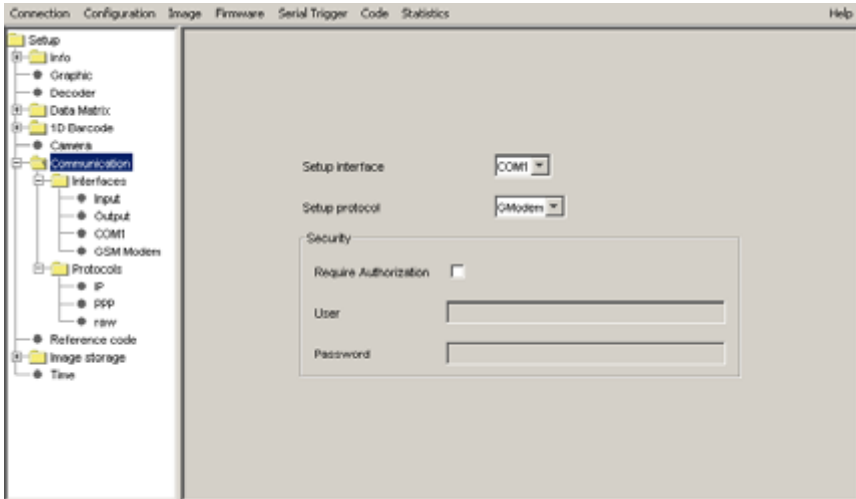 Connection Configuration Image Firmware Serial Trigger Code Statistics Help
Setup
Info
Graphic
Decoder
Data Matrix
1D Barcode
Camera
Communication
Interfaces
Input
Output
COM1
GSM Modem
Protocols
IP
PPP
raw
Reference code
Image storage
Time
Setup interface COM1
Setup protocol GModem
Security
Require Authorization
User
Password